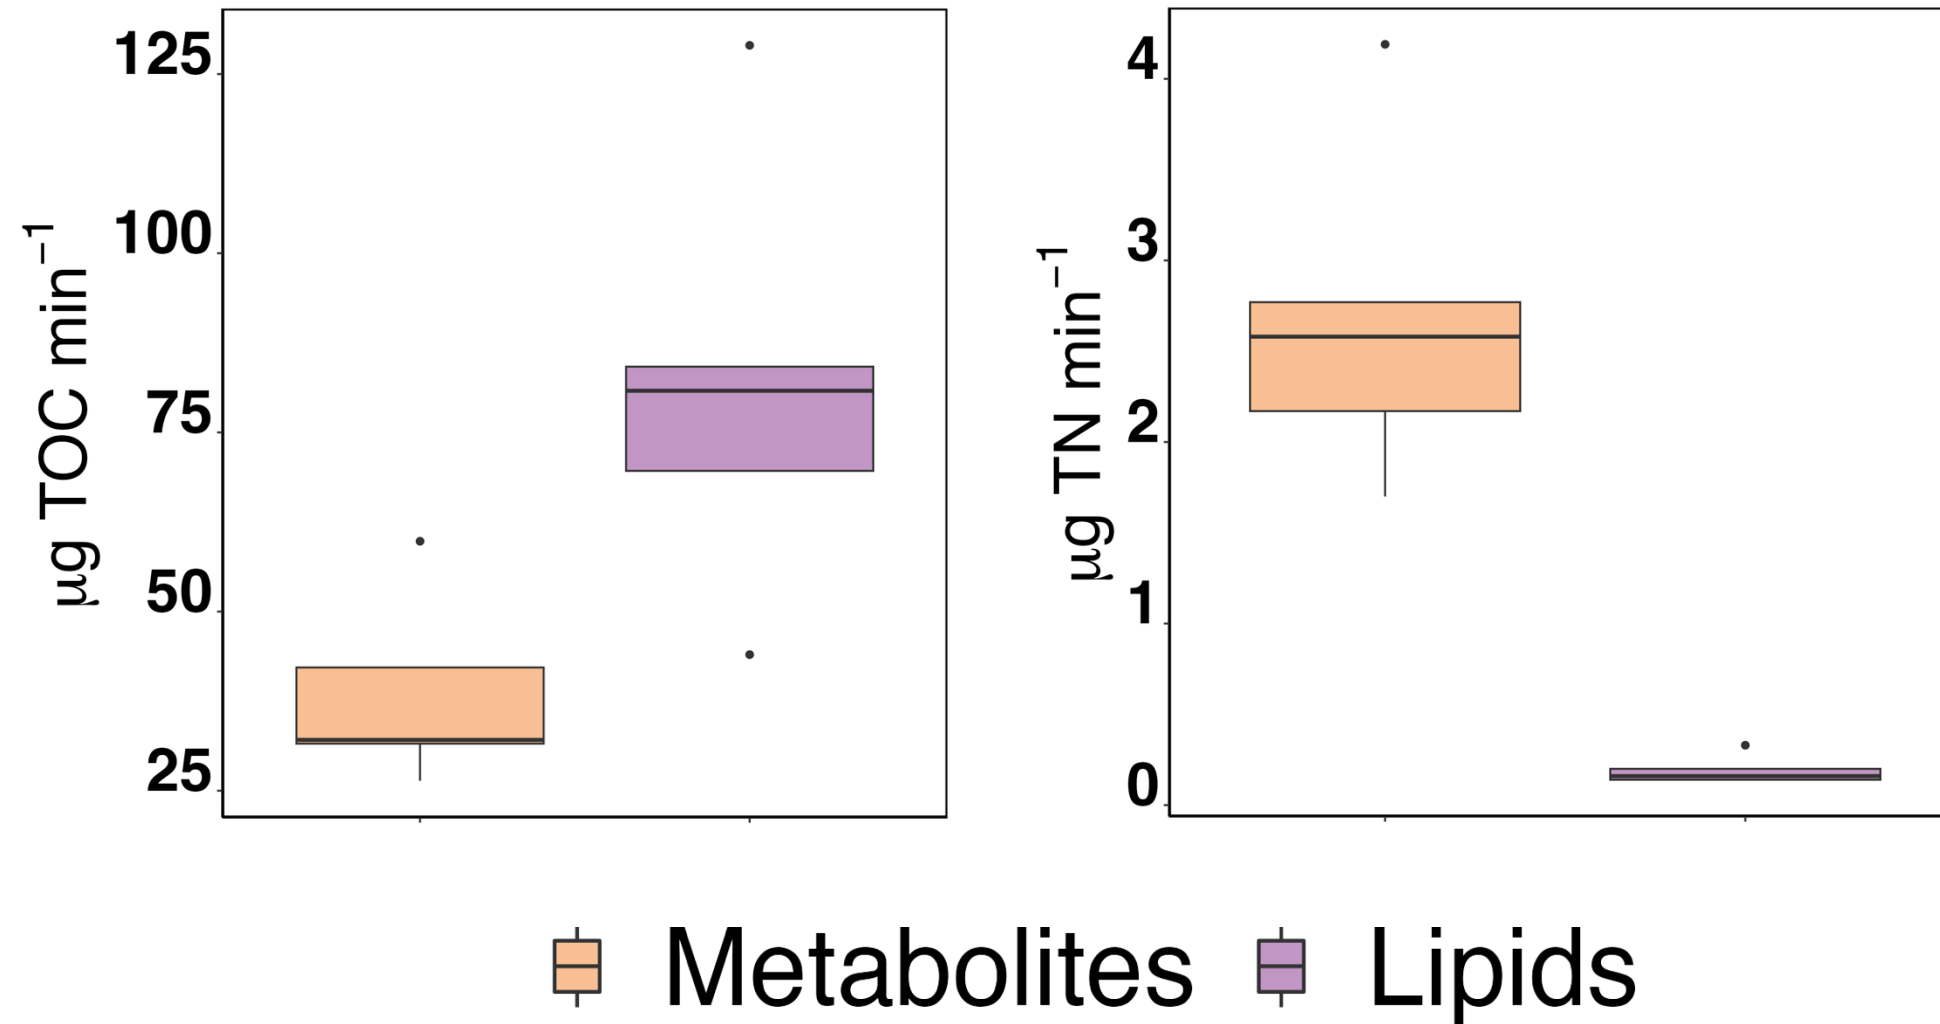 µg TOC min⁻¹
125
100
75
50
25
µg TN min⁻¹
4
3
2
1
0
Metabolites
Lipids